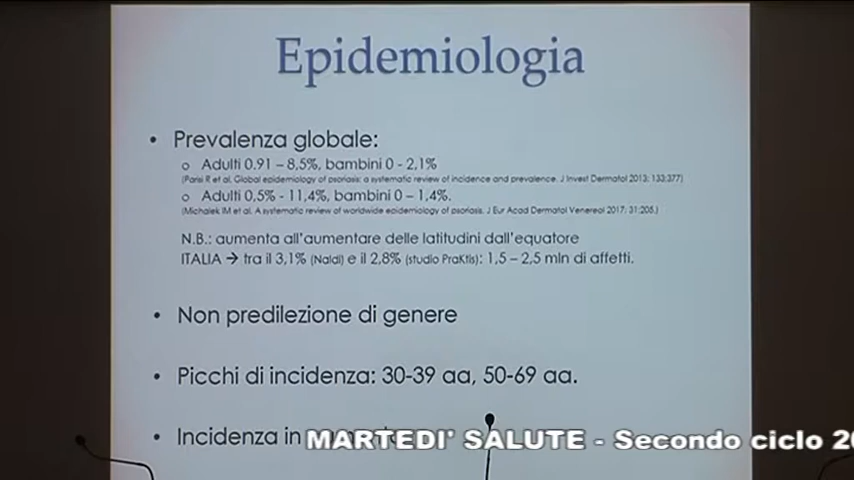 Epidemiologia
• Prevalenza globale:
o Adulti 0.91 – 8,5%, bambini 0 - 2,1%
(Parisi R et al. Global epidemiology of psoriasis: a systematic review of incidence and prevalence. J Invest Dermatol 2013; 133:377)
o Adulti 0,5% - 11,4%, bambini 0 – 1,4%.
(Michalek IM et al. A systematic review of worldwide epidemiology of psoriasis. J Eur Acad Dermatol Venereol 2017; 31:205.)
N.B.: aumenta all'aumentare delle latitudini dall'equatore
ITALIA → tra il 3,1% (Naldi) e il 2,8% (studio Praktis): 1,5 – 2,5 mln di affetti.
• Non predilezione di genere
• Picchi di incidenza: 30-39 aa, 50-69 aa.
• Incidenza in
MARTEDI' SALUTE - Secondo ciclo 20